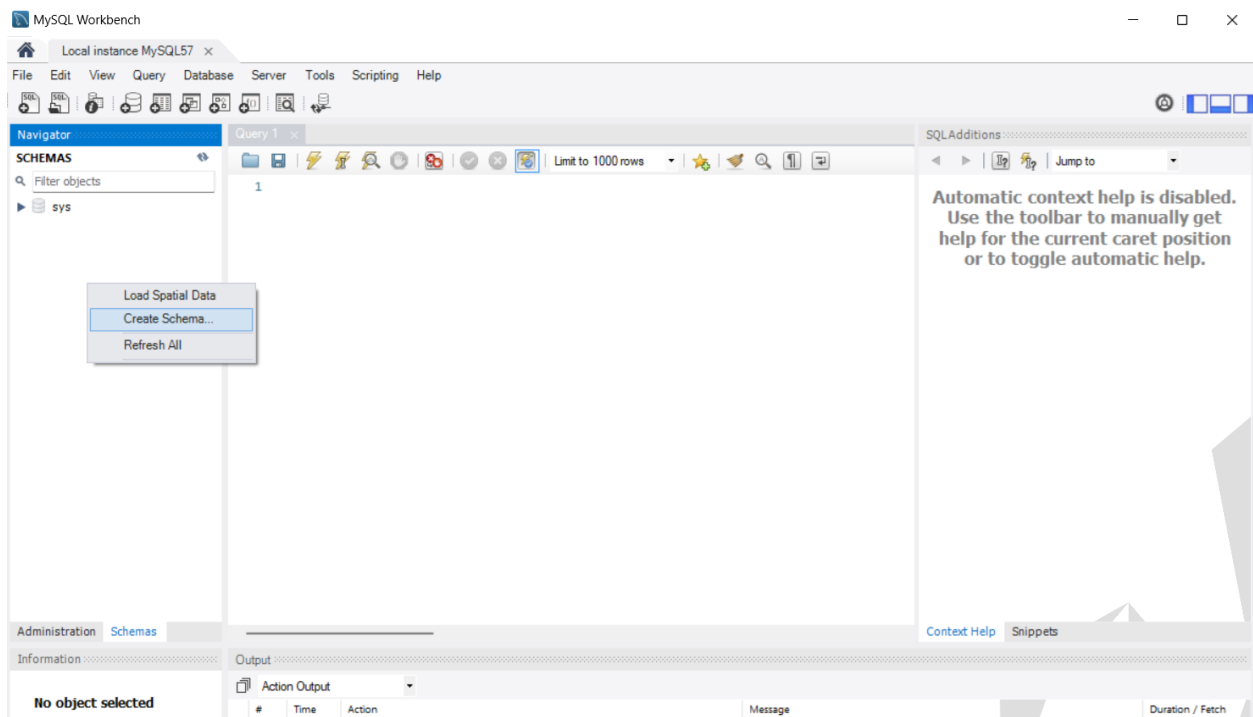 MySQL Workbench
Local instance MySQL57
File Edit View Query Database Server Tools Scripting Help
Navigator
SCHEMAS
Filter objects
sys
Load Spatial Data
Create Schema...
Refresh All
Administration Schemas
Information
No object selected
Query 1
Limit to 1000 rows
1
Output
Action Output
# Time Action Message Duration / Fetch
SQLAdditions
Jump to
Automatic context help is disabled.
Use the toolbar to manually get
help for the current caret position
or to toggle automatic help.
Context Help Snippets